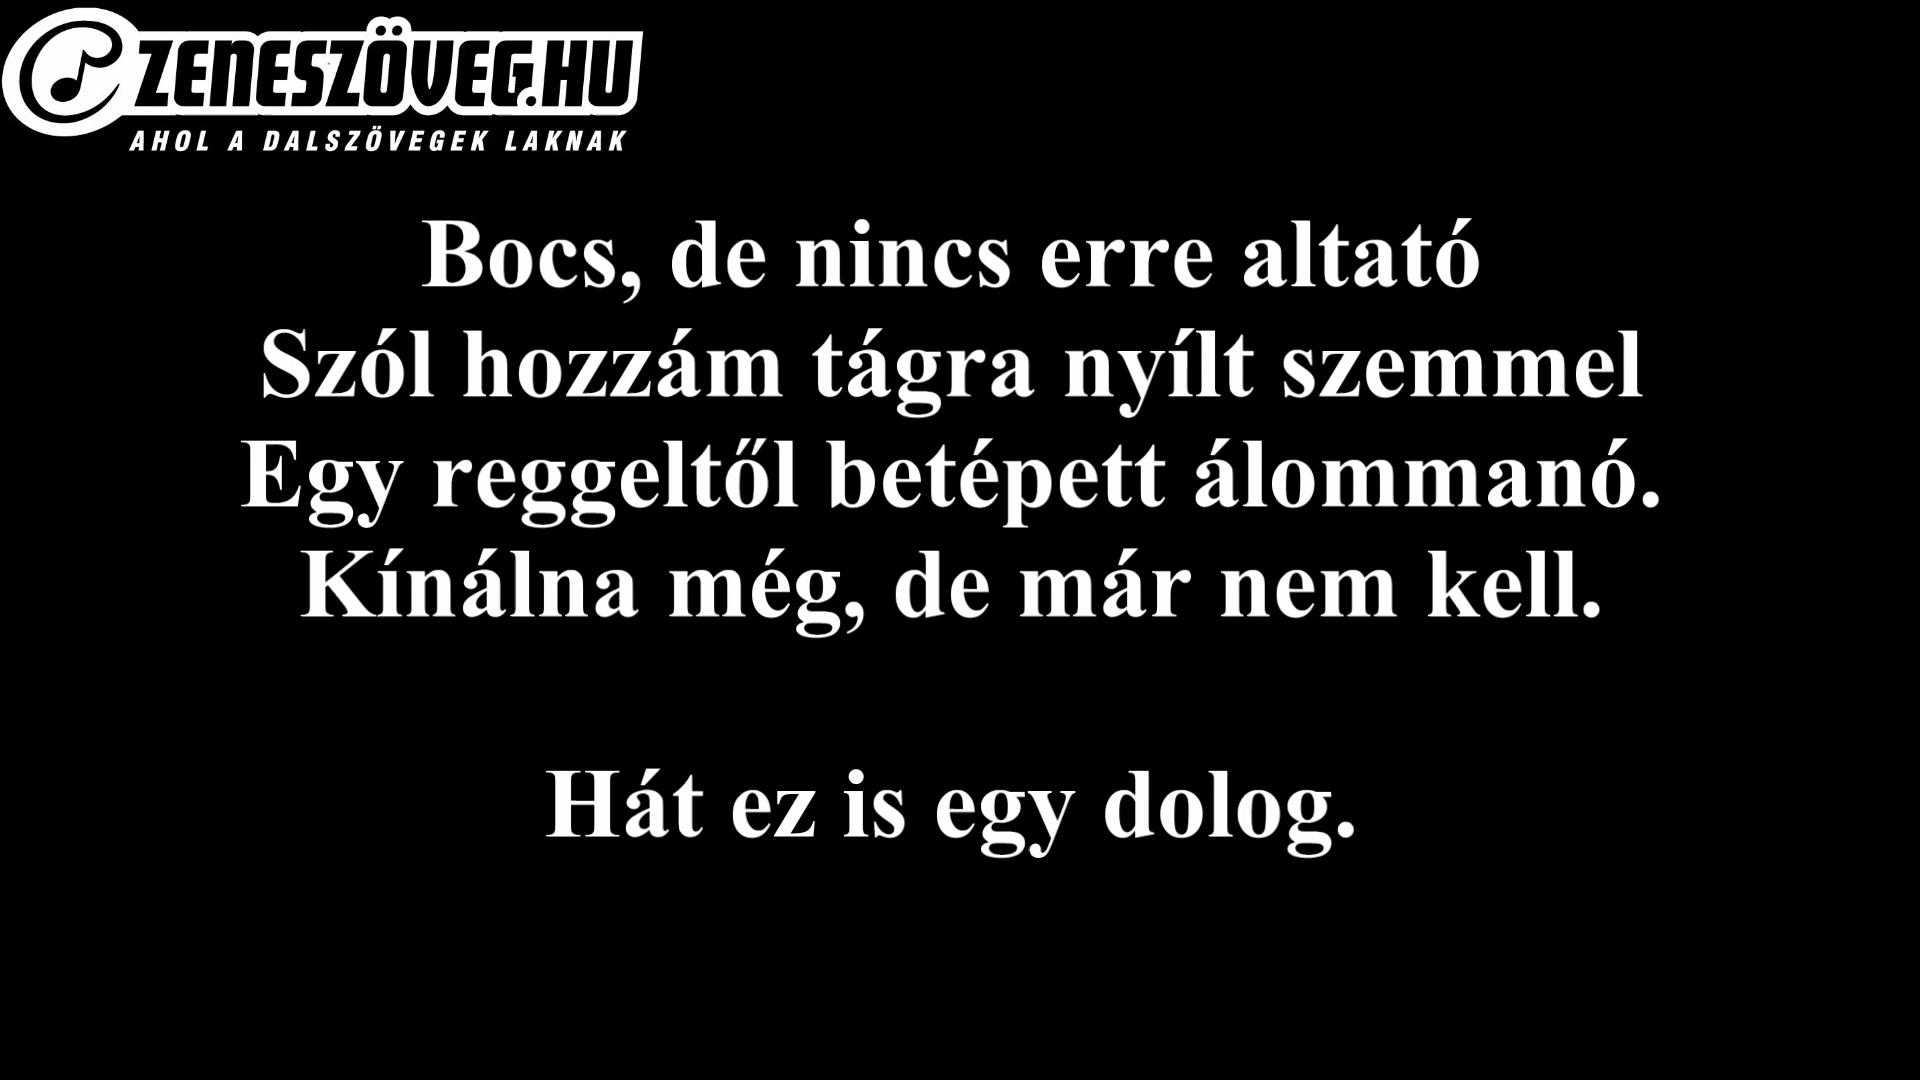 ZENESZÖVEG.HU
AHOL A DALSZÖVEGEK LAKNAK
Bocs, de nincs erre altató
Szól hozzám tágra nyílt szemmel
Egy reggeltől betépett álommanó.
Kínálna még, de már nem kell.
Hát ez is egy dolog.